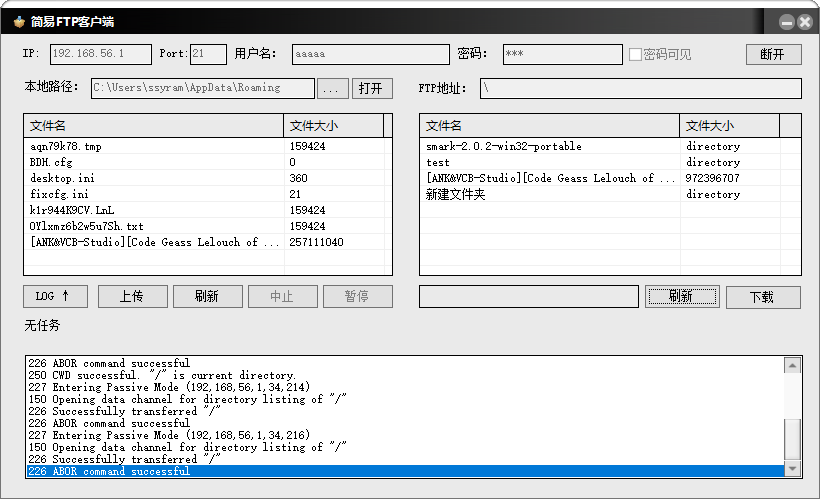 简易FTP客户端
IP: 192.168.56.1 Port: 21 用户名: aaaaa 密码: *** 密码可见 断开
本地路径: C:\Users\ssyram\AppData\Roaming ... 打开 FTP地址: \
文件名 文件大小
aqn79k78.tmp 159424
BDM.cfg 0
desktop.ini 360
fixcfg.ini 21
k1r944K9CV.LnL 159424
OYlxmz6b2w5u7Sh.txt 159424
[ANK&VCB-Studio][Code Geass Lelouch of ... 257111040
文件名 文件大小
smark-2.0.2-win32-portable directory
test directory
[ANK&VCB-Studio][Code Geass Lelouch of ... 972396707
新建文件夹 directory
LOG ↑ 上传 刷新 中止 暂停 刷新 下载
无任务
226 ABOR command successful
250 CWD successful. "/" is current directory.
227 Entering Passive Mode (192,168,56,1,34,214)
150 Opening data channel for directory listing of "/"
226 Successfully transferred "/"
226 ABOR command successful
227 Entering Passive Mode (192,168,56,1,34,216)
150 Opening data channel for directory listing of "/"
226 Successfully transferred "/"
226 ABOR command successful